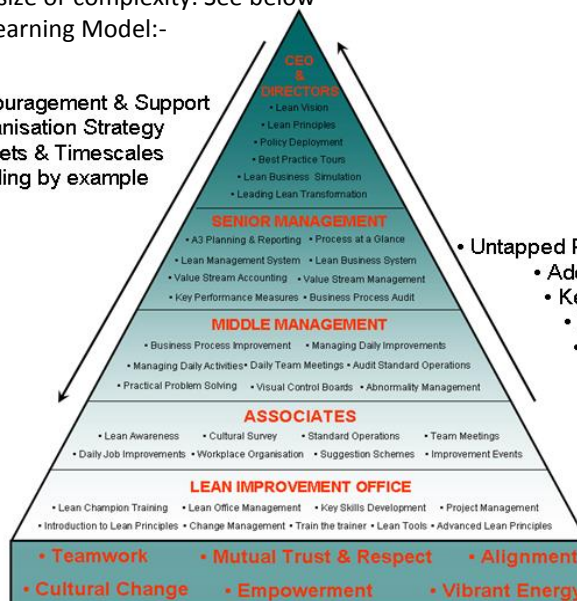 size or complexity. See below
earning Model:-
CEO
&
DIRECTORS
• Lean Vision
• Lean Principles
• Policy Deployment
• Best Practice Tours
• Lean Business Simulation
• Leading Lean Transformation
ouragement & Support
anisation Strategy
ets & Timescales
ling by example
SENIOR MANAGEMENT
• A3 Planning & Reporting • Process at a Glance
• Lean Management System • Lean Business System
• Value Stream Accounting • Value Stream Management
• Key Performance Measures • Business Process Audit
• Untapped P
• Ad
• Ke
•
•
MIDDLE MANAGEMENT
• Business Process Improvement • Managing Daily Improvements
• Managing Daily Activities • Daily Team Meetings • Audit Standard Operations
• Practical Problem Solving • Visual Control Boards • Abnormality Management
ASSOCIATES
• Lean Awareness • Cultural Survey • Standard Operations • Team Meetings
• Daily Job Improvements • Workplace Organisation • Suggestion Schemes • Improvement Events
LEAN IMPROVEMENT OFFICE
• Lean Champion Training • Lean Office Management • Key Skills Development • Project Management
• Introduction to Lean Principles • Change Management • Train the trainer • Lean Tools • Advanced Lean Principles
• Teamwork • Mutual Trust & Respect • Alignment
• Cultural Change • Empowerment • Vibrant Energy